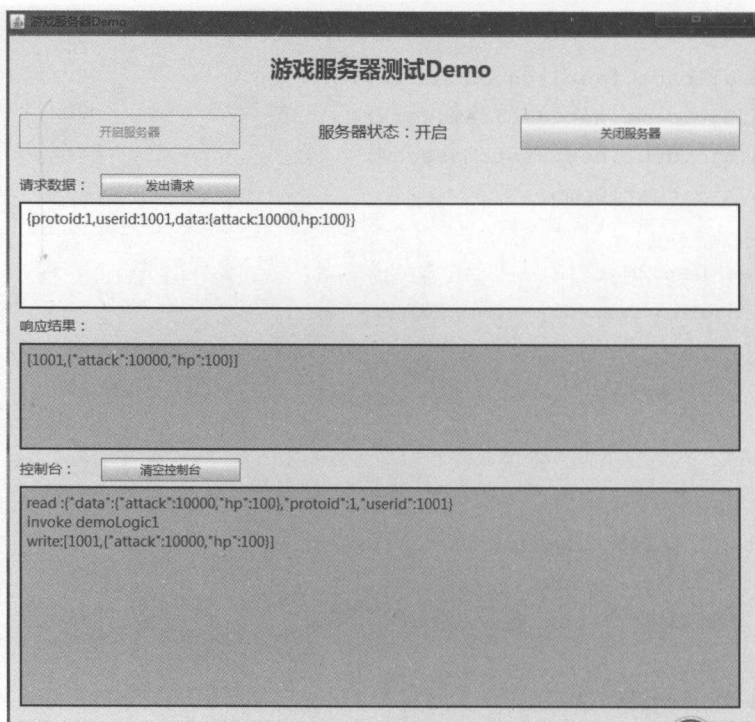 游戏服务器Demo
游戏服务器测试Demo
开启服务器 服务器状态：开启 关闭服务器
请求数据： 发出请求
{protoid:1,userid:1001,data:{attack:10000,hp:100}}
响应结果：
[1001,{"attack":10000,"hp":100}]
控制台： 清空控制台
read :{"data":{"attack":10000,"hp":100},"protoid":1,"userid":1001}
invoke demoLogic1
write:[1001,{"attack":10000,"hp":100}]